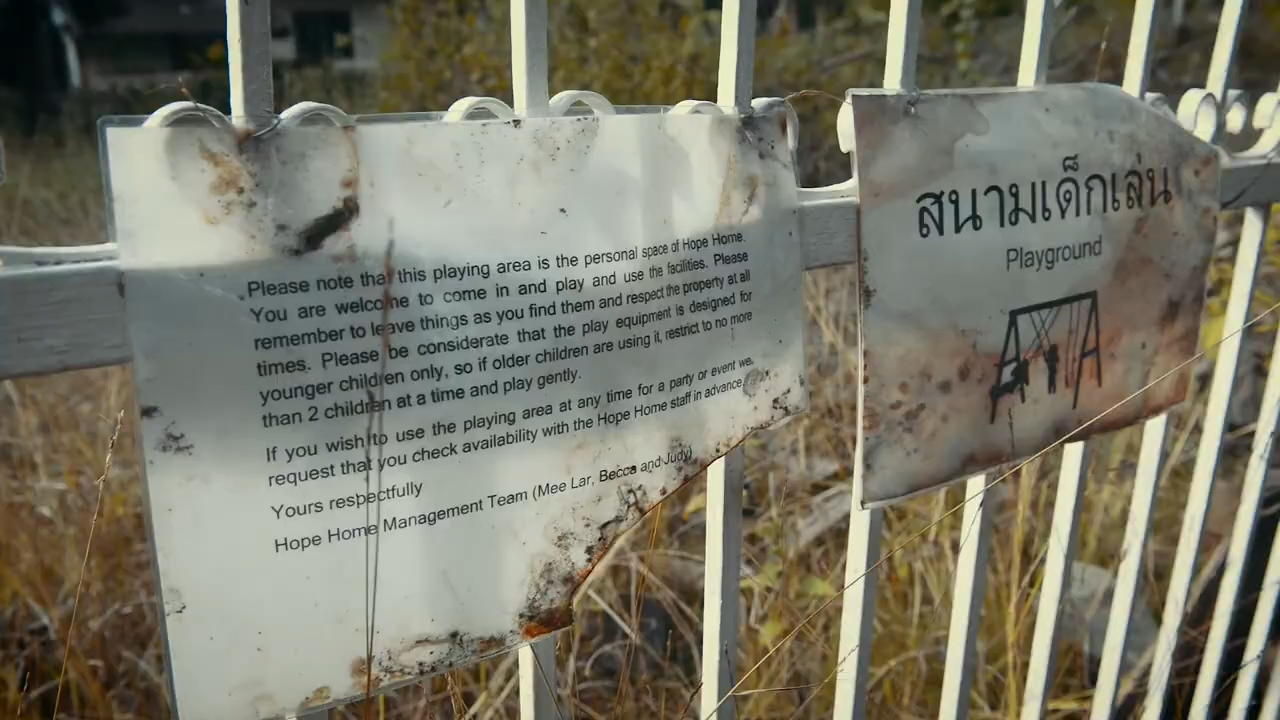 Please note that this playing area is the personal space of Hope Home.
You are welcome to come in and play and use the facilities. Please
remember to leave things as you find them and respect the property at all
times. Please be considerate that the play equipment is designed for
younger children only, so if older children are using it, restrict to no more
than 2 children at a time and play gently.
If you wish to use the playing area at any time for a party or event we
request that you check availability with the Hope Home staff in advance.
Yours respectfully
Hope Home Management Team (Mee Lar, Becca and Judy)
สนามเด็กเล่น
Playground